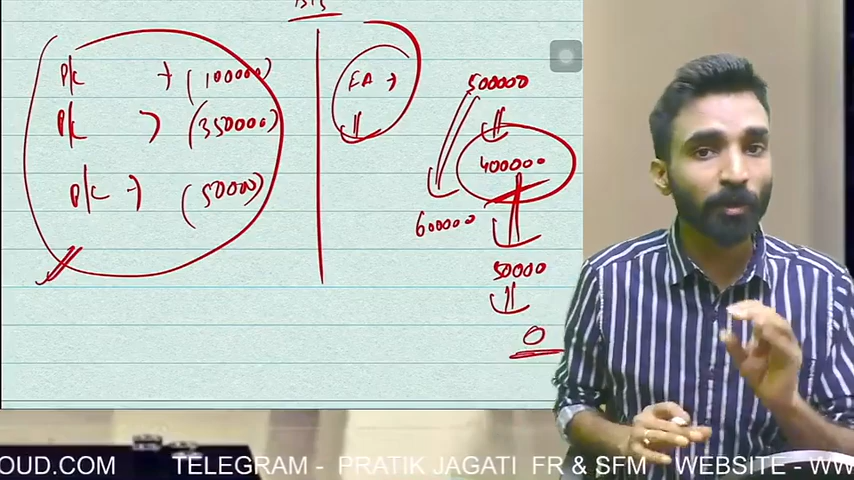 P/L → (100000)
P/L → (350000)
P/L → (50000)
FA →
500000
400000
600000
50000
0
OUD.COM TELEGRAM - PRATIK JAGATI FR & SFM WEBSITE - WW